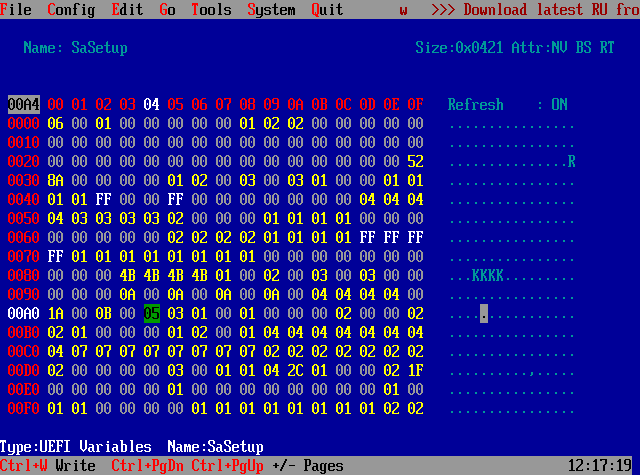 File Config Edit Go Tools System Quit w >>> Download latest RU fro
Name: SaSetup Size:0x0421 Attr:NV BS RT
00A4 00 01 02 03 04 05 06 07 08 09 0A 0B 0C 0D 0E 0F Refresh : ON
0000 06 00 01 00 00 00 00 00 01 02 02 00 00 00 00 00 ................
0010 00 00 00 00 00 00 00 00 00 00 00 00 00 00 00 00 ................
0020 00 00 00 00 00 00 00 00 00 00 00 00 00 00 00 52 ...............R
0030 8A 00 00 00 00 01 02 00 03 00 03 01 00 00 01 01 ................
0040 01 01 FF 00 00 FF 00 00 00 00 00 00 00 04 04 04 ................
0050 04 03 03 03 03 02 00 00 00 01 01 01 01 00 00 00 ................
0060 00 00 00 00 00 02 02 02 02 01 01 01 01 FF FF FF ................
0070 FF 01 01 01 01 01 01 01 00 00 00 00 00 00 00 00 ................
0080 00 00 00 4B 4B 4B 4B 01 00 02 00 03 00 03 00 00 ...KKKK.........
0090 00 00 00 0A 00 0A 00 0A 00 0A 00 04 04 04 04 00 ................
00A0 1A 00 0B 00 05 03 01 00 01 00 00 00 02 00 00 02 ................
00B0 02 01 00 00 00 01 02 00 01 04 04 04 04 04 04 04 ................
00C0 04 07 07 07 07 07 07 07 07 02 02 02 02 02 02 02 ................
00D0 02 00 00 00 00 03 00 01 01 04 2C 01 00 00 02 1F ..........,.....
00E0 00 00 00 00 00 01 00 00 00 00 00 00 00 00 01 00 ................
00F0 01 01 00 00 00 00 01 01 01 01 01 01 01 01 02 02 ................
Type:UEFI Variables Name:SaSetup
Ctrl+W Write Ctrl+PgDn Ctrl+PgUp +/- Pages 12:17:19